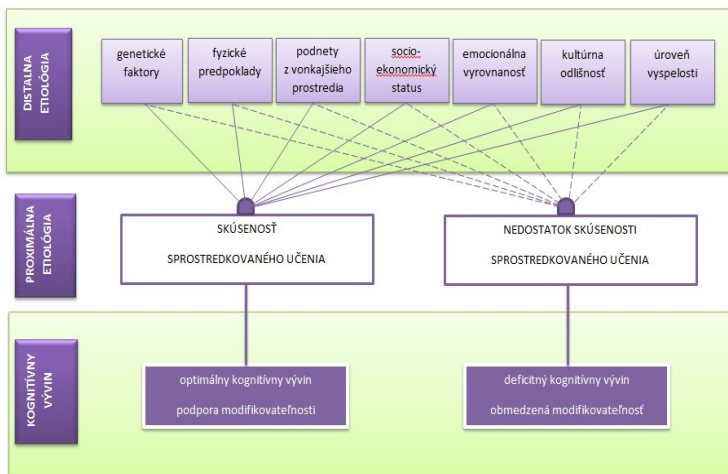 DISTALNA
ETIOLÓGIA
genetické
faktory
fyzické
predpoklady
podnety
z vonkajšieho
prostredia
socio-
ekonomický
status
emocionálna
vyrovnanosť
kultúrna
odlišnosť
úroveň
vyspelosti
PROXIMÁLNA
ETIOLÓGIA
SKÚSENOSŤ
SPROSTREDKOVANÉHO UČENIA
NEDOSTATOK SKÚSENOSTI
SPROSTREDKOVANÉHO UČENIA
KOGNITÍVNY
VÝVIN
optimálny kognitívny vývin
podpora modifikovateľnosti
deficitný kognitívny vývin
obmedzená modifikovateľnosť